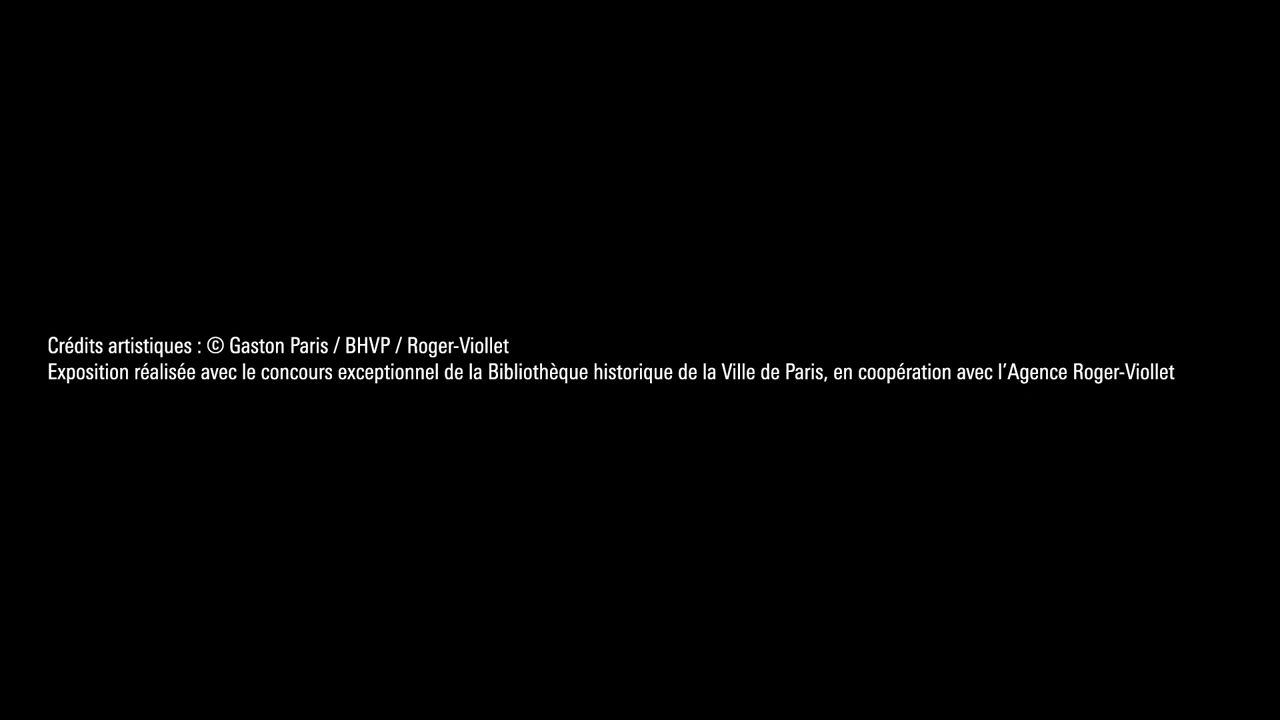 Crédits artistiques : © Gaston Paris / BHVP / Roger-Viollet
Exposition réalisée avec le concours exceptionnel de la Bibliothèque historique de la Ville de Paris, en coopération avec l’Agence Roger-Viollet